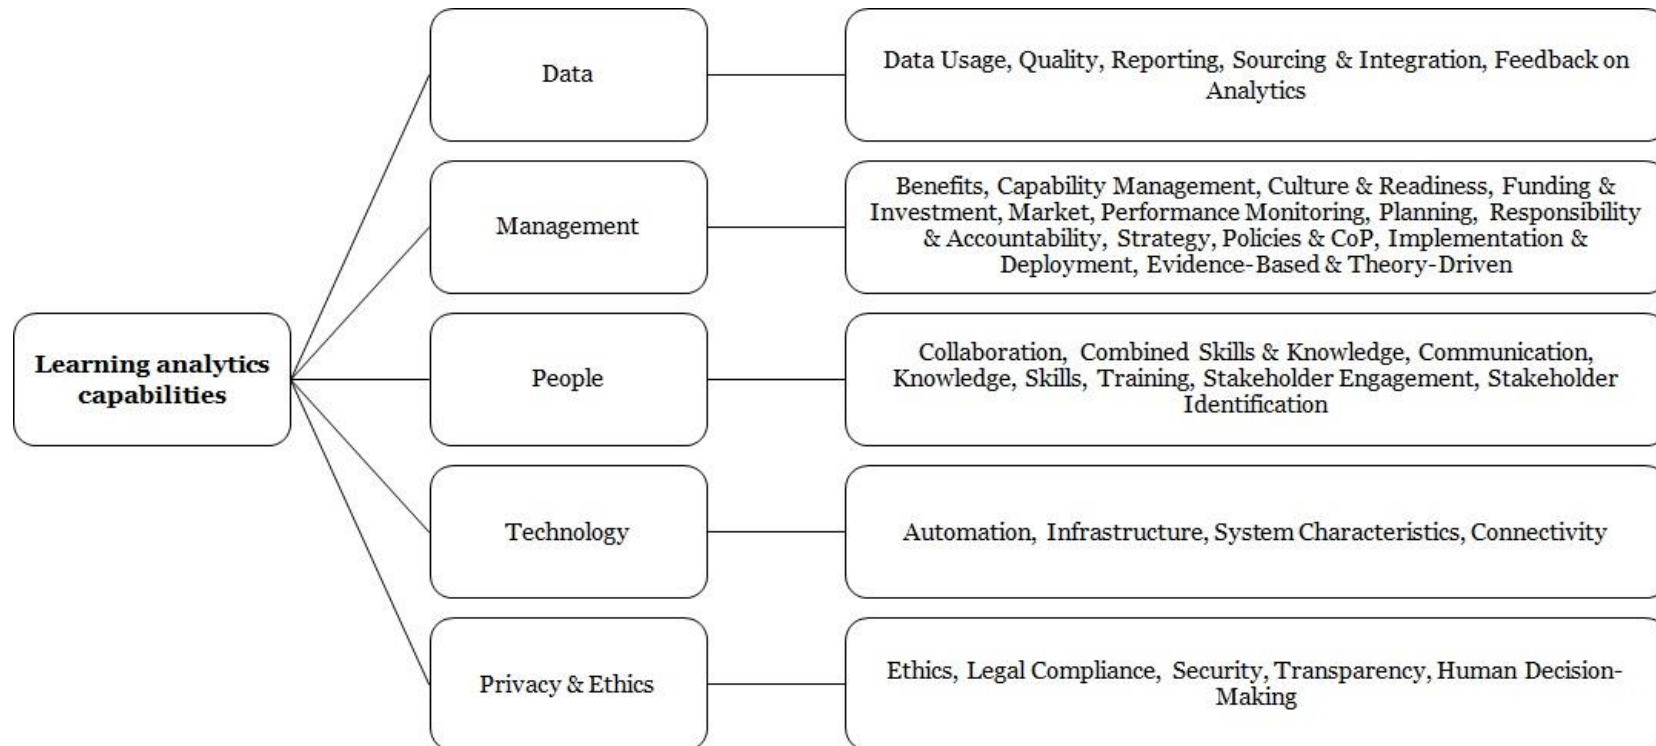 Data
Data Usage, Quality, Reporting, Sourcing & Integration, Feedback on
Analytics
Management
Benefits, Capability Management, Culture & Readiness, Funding &
Investment, Market, Performance Monitoring, Planning, Responsibility
& Accountability, Strategy, Policies & CoP, Implementation &
Deployment, Evidence-Based & Theory-Driven
Learning analytics
capabilities
People
Collaboration, Combined Skills & Knowledge, Communication,
Knowledge, Skills, Training, Stakeholder Engagement, Stakeholder
Identification
Technology
Automation, Infrastructure, System Characteristics, Connectivity
Privacy & Ethics
Ethics, Legal Compliance, Security, Transparency, Human Decision-
Making